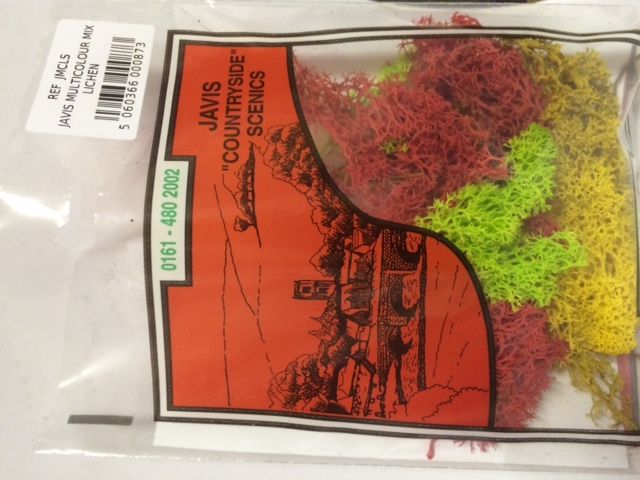 REF JMCLS
JAVIS MULTICOLOUR MIX
LICHEN
5 060366 000873
JAVIS
"COUNTRYSIDE"
SCENICS
0161 - 480 2002